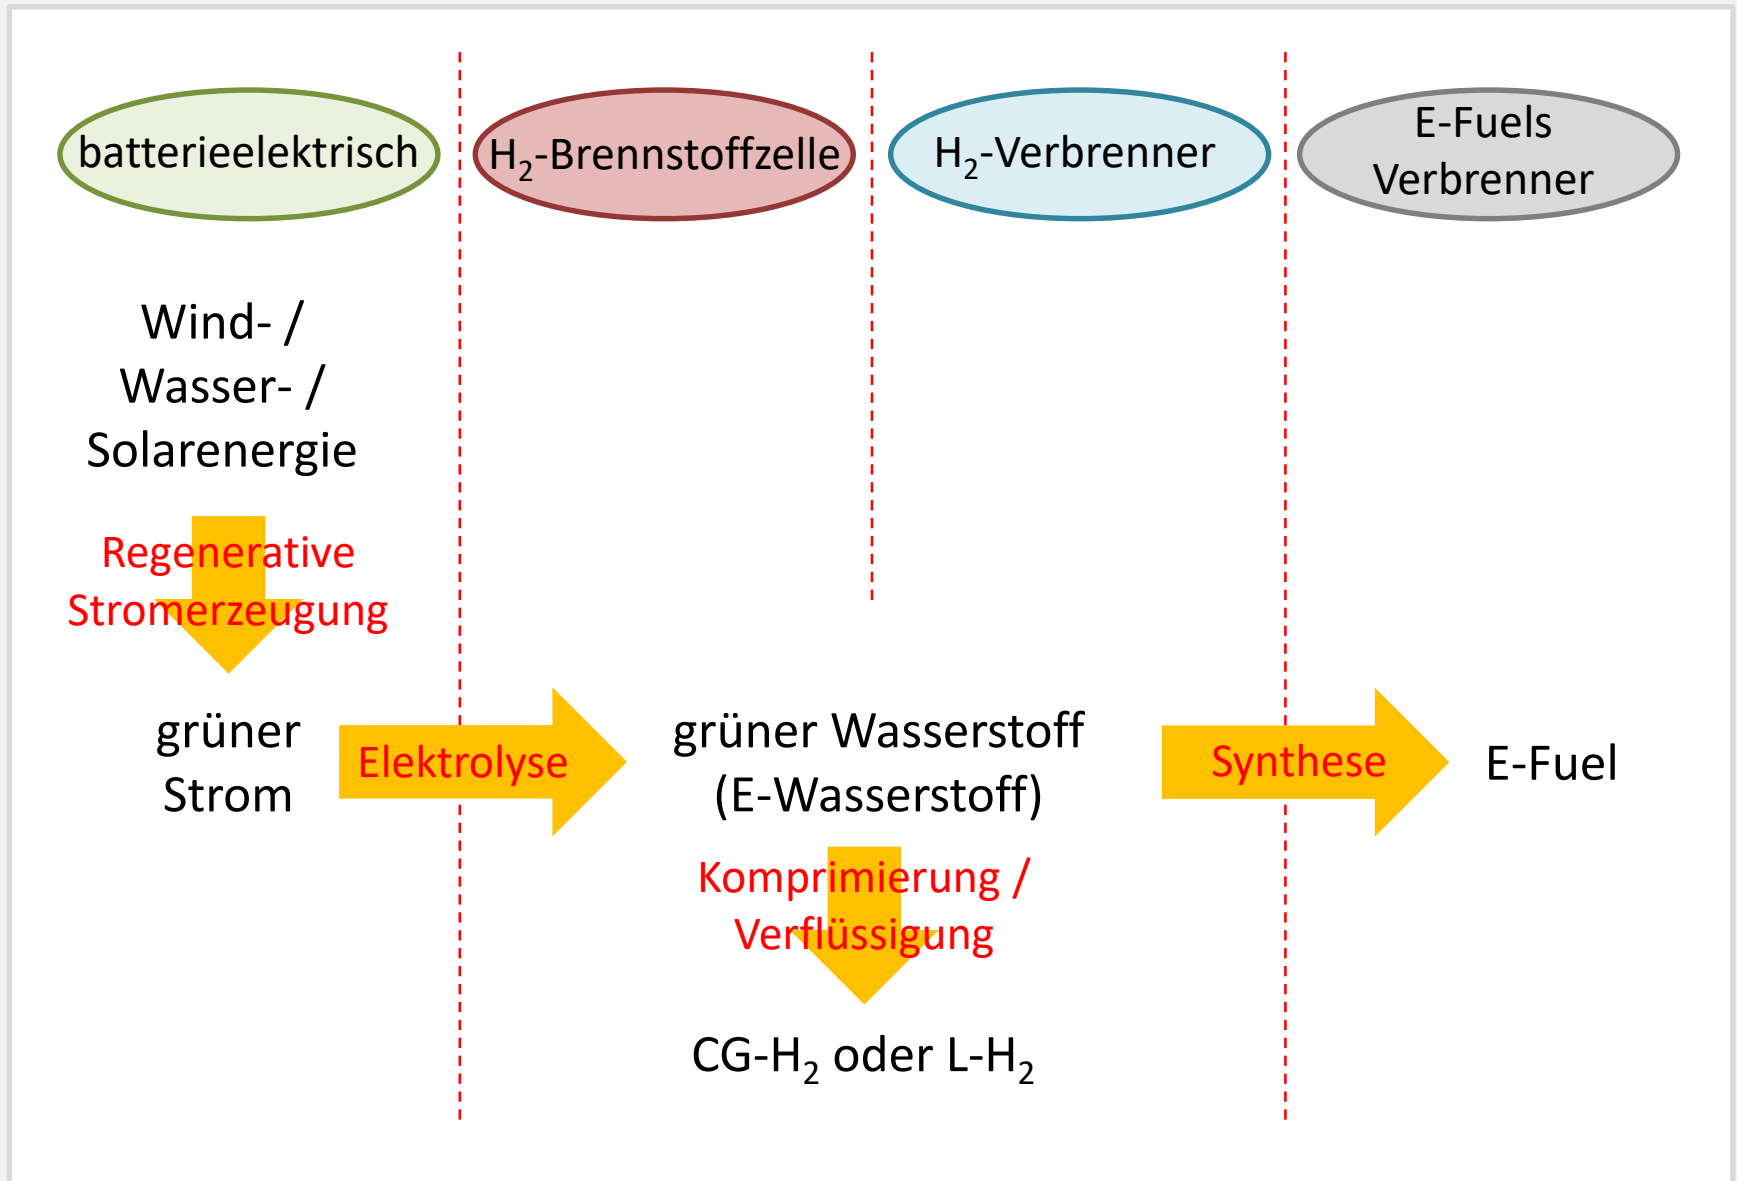 batterieelektrisch
H₂-Brennstoffzelle
H₂-Verbrenner
E-Fuels
Verbrenner
Wind- /
Wasser- /
Solarenergie
Regenerative
Stromerzeugung
grüner
Strom
Elektrolyse
grüner Wasserstoff
(E-Wasserstoff)
Synthese
E-Fuel
Komprimierung /
Verflüssigung
CG-H₂ oder L-H₂